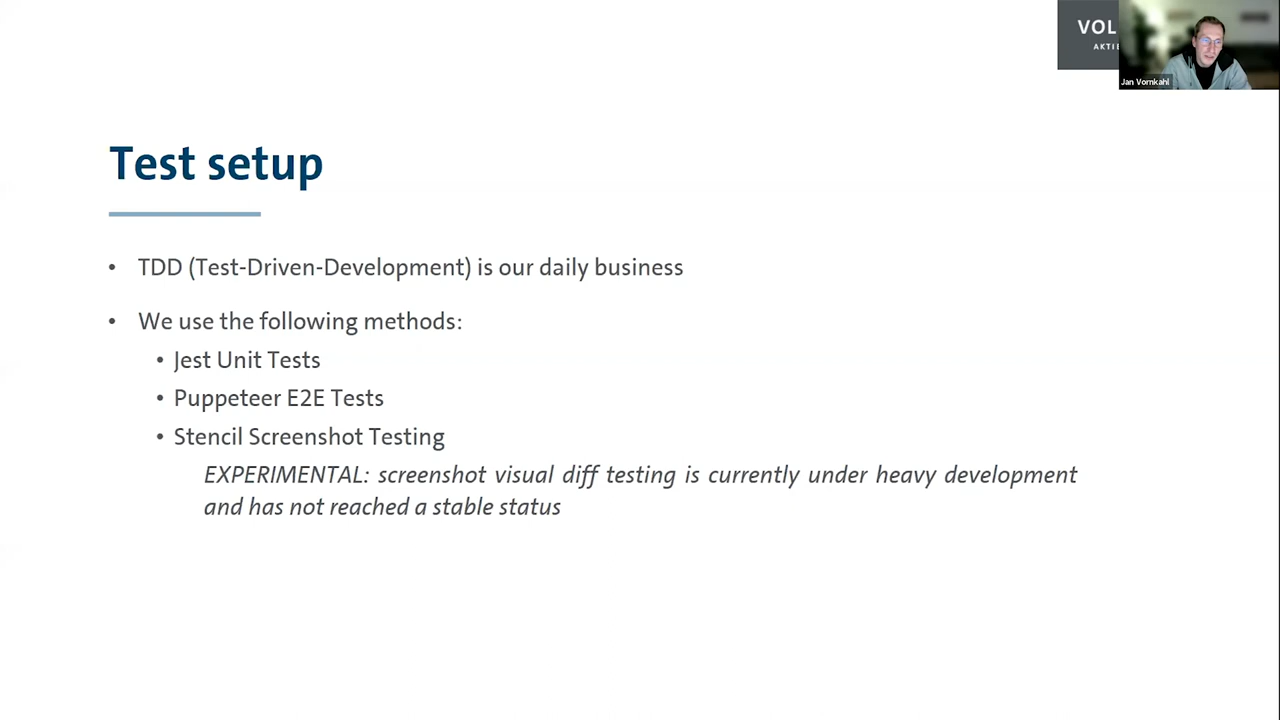 VOL
AKTIE
Jan Vornkahl
Test setup
• TDD (Test-Driven-Development) is our daily business
• We use the following methods:
• Jest Unit Tests
• Puppeteer E2E Tests
• Stencil Screenshot Testing
EXPERIMENTAL: screenshot visual diff testing is currently under heavy development
and has not reached a stable status